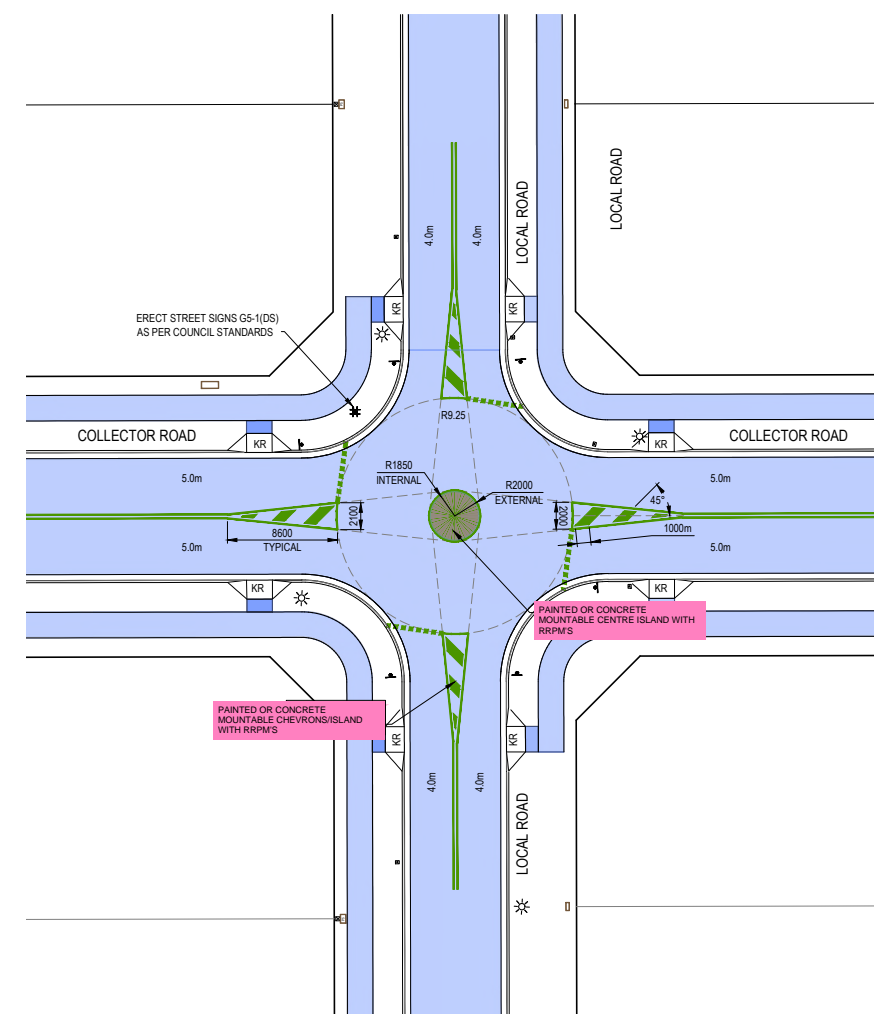 LOCAL ROAD
LOCAL ROAD
4.0m
4.0m
KR
KR
ERECT STREET SIGNS G5-1(DS)
AS PER COUNCIL STANDARDS
R9.25
COLLECTOR ROAD
KR
KR
COLLECTOR ROAD
5.0m
R1850
INTERNAL
R2000
EXTERNAL
5.0m
45°
2100
2000
8600
TYPICAL
1000m
5.0m
5.0m
KR
KR
PAINTED OR CONCRETE
MOUNTABLE CENTRE ISLAND WITH
RRPM'S
PAINTED OR CONCRETE
MOUNTABLE CHEVRONS/ISLAND
WITH RRPM'S
KR
KR
4.0m
4.0m
LOCAL ROAD